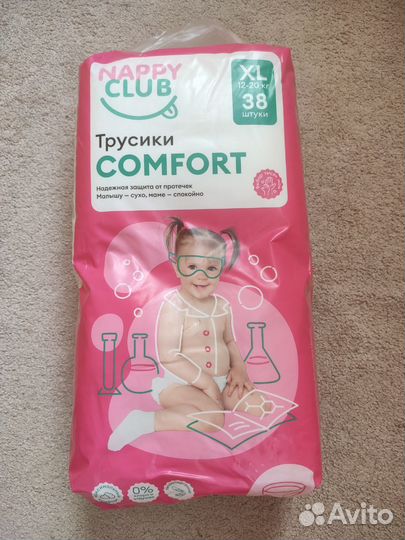 NAPPY
CLUB
XL
12-20 кг
38
штуки
Трусики
COMFORT
Надежная защита от протечек
Малышу – сухо, маме – спокойно
0%
Avito